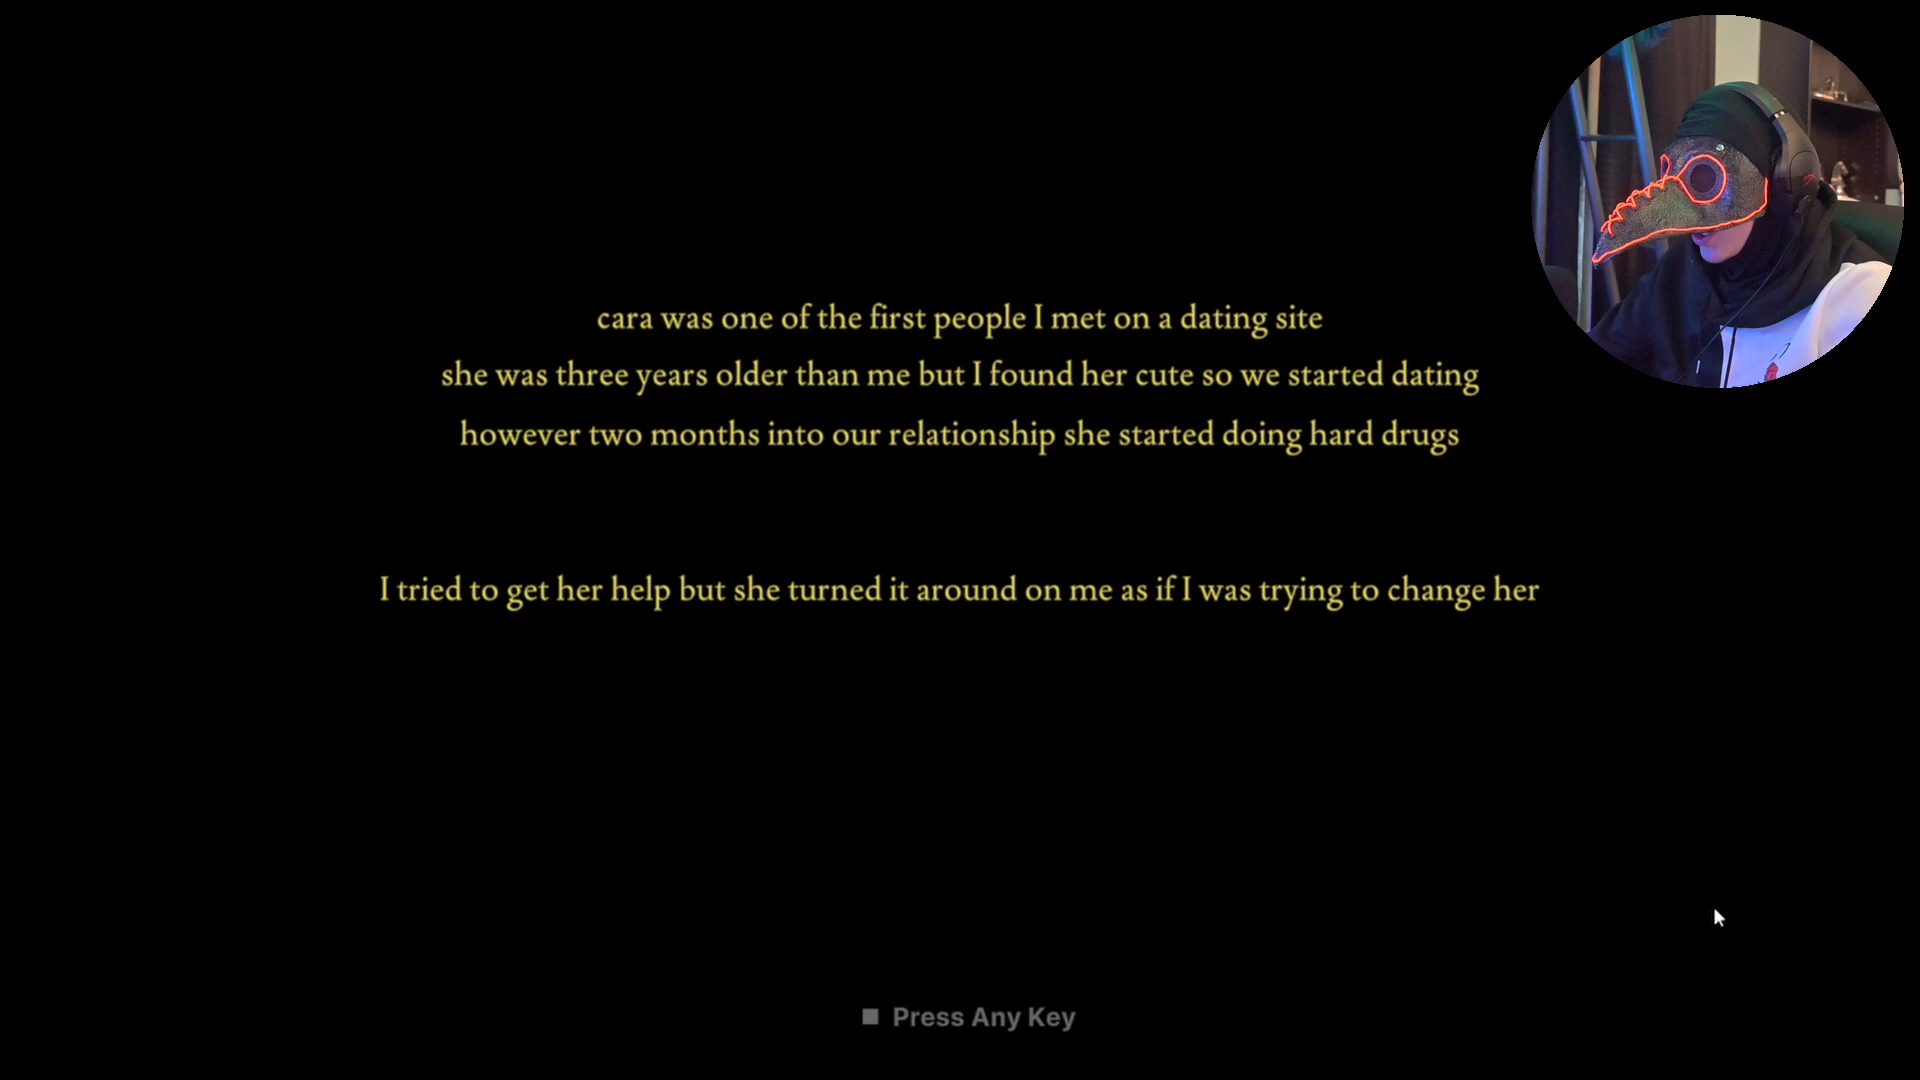 cara was one of the first people I met on a dating site
she was three years older than me but I found her cute so we started dating
however two months into our relationship she started doing hard drugs
I tried to get her help but she turned it around on me as if I was trying to change her
Press Any Key